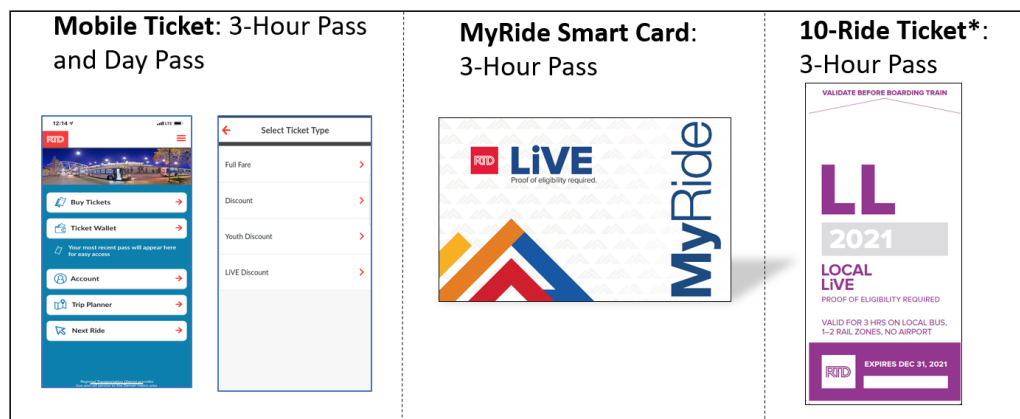 Mobile Ticket: 3-Hour Pass
and Day Pass
12:14
LTE
RTD
Buy Tickets
Ticket Wallet
Your most recent pass will appear here
for easy access
Account
Trip Planner
Next Ride
Select Ticket Type
Full Fare
Discount
Youth Discount
LiVE Discount
MyRide Smart Card:
3-Hour Pass
RTD
LiVE
Proof of eligibility required.
MyRide
10-Ride Ticket*:
3-Hour Pass
VALIDATE BEFORE BOARDING TRAIN
LL
2021
LOCAL
LiVE
PROOF OF ELIGIBILITY REQUIRED
VALID FOR 3 HRS ON LOCAL BUS,
1–2 RAIL ZONES, NO AIRPORT
RTD
EXPIRES DEC 31, 2021